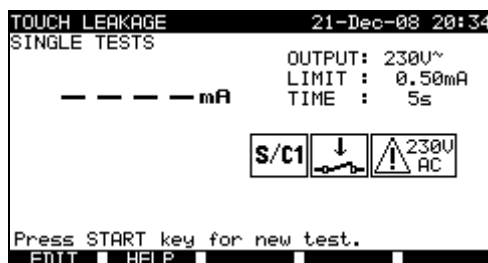 TOUCH LEAKAGE 21-Dec-08 20:34
SINGLE TESTS
OUTPUT: 230V~
LIMIT : 0.50mA
TIME : 5s
– – – – mA
S/C1 230V AC
Press START key for new test.
EDIT HELP